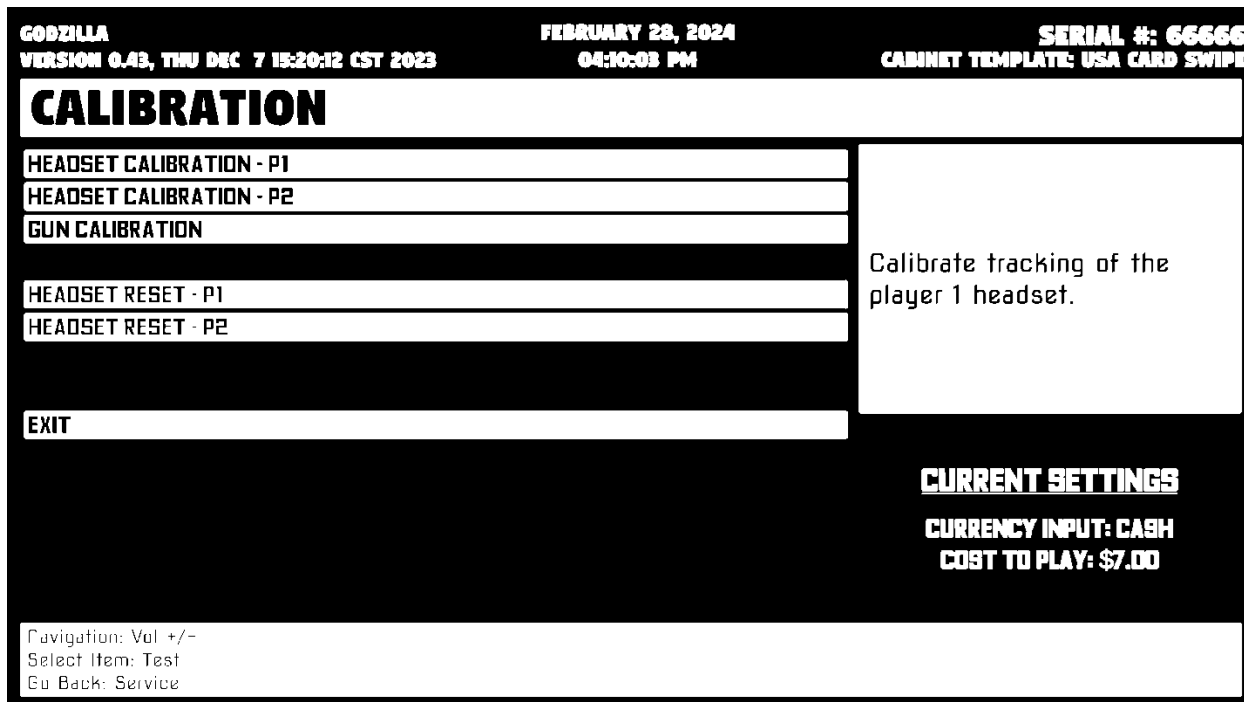 GODZILLA
VERSION 0.43, THU DEC 7 15:20:12 CST 2023
FEBRUARY 28, 2024
04:10:03 PM
SERIAL #: 66666
CABINET TEMPLATE: USA CARD SWIPE
CALIBRATION
HEADSET CALIBRATION - P1
HEADSET CALIBRATION - P2
GUN CALIBRATION
HEADSET RESET - P1
HEADSET RESET - P2
EXIT
Calibrate tracking of the
player 1 headset.
CURRENT SETTINGS
CURRENCY INPUT: CASH
COST TO PLAY: $7.00
Navigation: Vol +/-
Select Item: Test
Go Back: Service